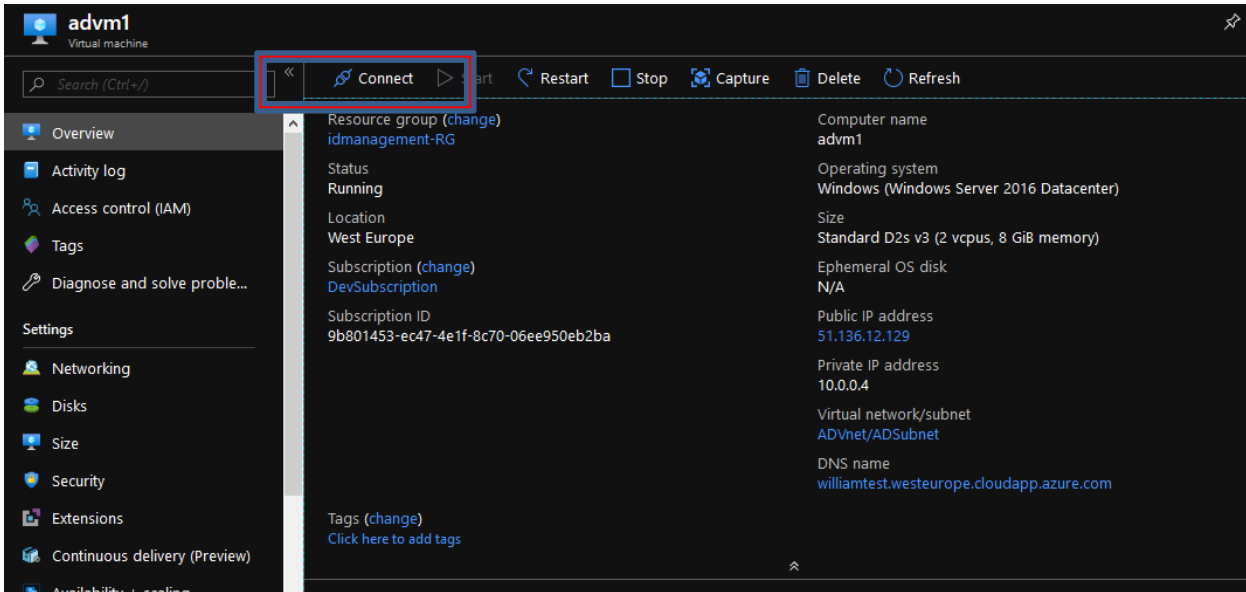 advm1
Virtual machine
Search (Ctrl+/)
«
Connect Start Restart Stop Capture Delete Refresh
Overview
Activity log
Access control (IAM)
Tags
Diagnose and solve proble...
Settings
Networking
Disks
Size
Security
Extensions
Continuous delivery (Preview)
Availability + scaling
Resource group (change)
idmanagement-RG
Status
Running
Location
West Europe
Subscription (change)
DevSubscription
Subscription ID
9b801453-ec47-4e1f-8c70-06ee950eb2ba
Tags (change)
Click here to add tags
Computer name
advm1
Operating system
Windows (Windows Server 2016 Datacenter)
Size
Standard D2s v3 (2 vcpus, 8 GiB memory)
Ephemeral OS disk
N/A
Public IP address
51.136.12.129
Private IP address
10.0.0.4
Virtual network/subnet
ADVnet/ADSubnet
DNS name
williamtest.westeurope.cloudapp.azure.com